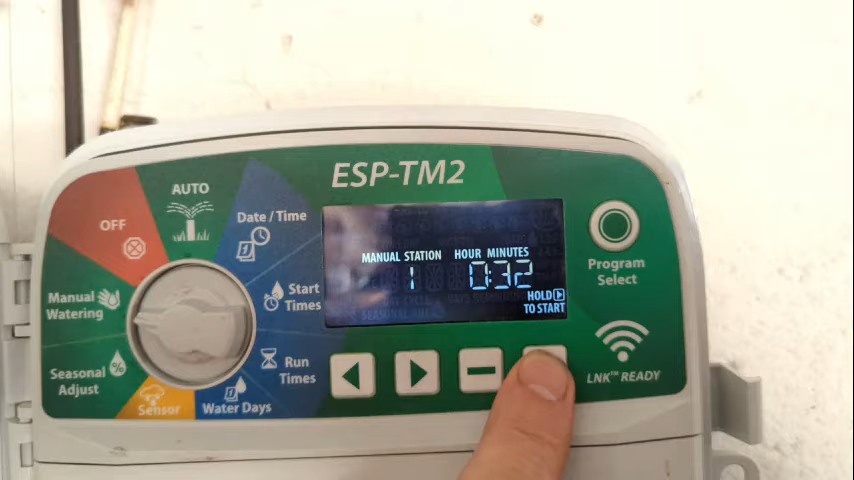 ESP-TM2
AUTO
OFF
Date / Time
Manual
Watering
Start
Times
Seasonal
Adjust
Run
Times
Sensor
Water Days
MANUAL STATION HOUR MINUTES
1 0:32
HOLD
TO START
Program
Select
LNK™ READY